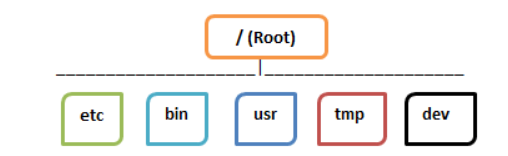 / (Root)
etc bin usr tmp dev